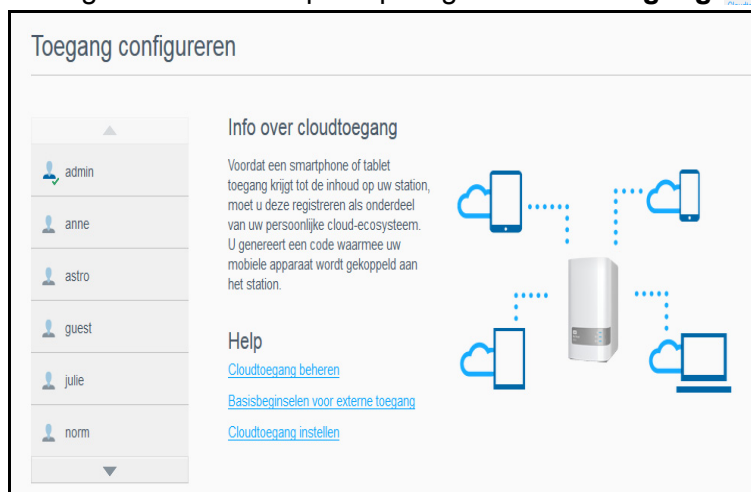 Toegang configureren
admin
anne
astro
guest
julie
norm
Info over cloudtoegang
Voordat een smartphone of tablet
toegang krijgt tot de inhoud op uw station,
moet u deze registreren als onderdeel
van uw persoonlijke cloud-ecosysteem.
U genereert een code waarmee uw
mobiele apparaat wordt gekoppeld aan
het station.
Help
Cloudtoegang beheren
Basisbeginselen voor externe toegang
Cloudtoegang instellen